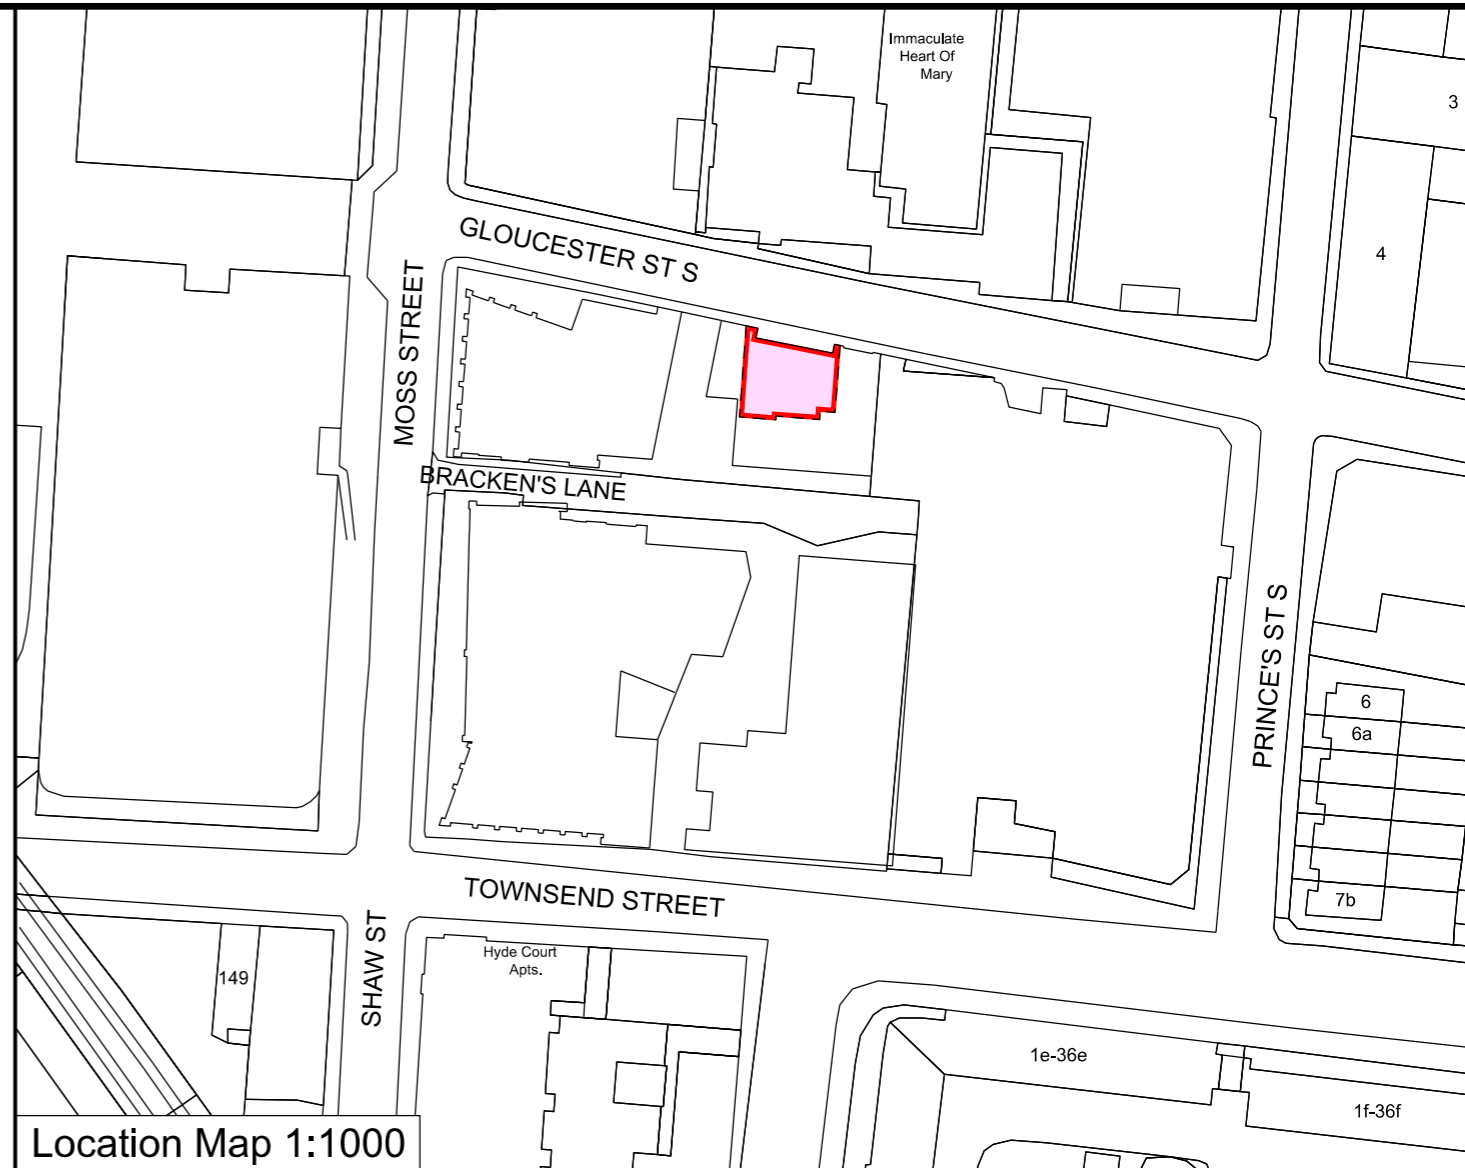 Immaculate
Heart Of
Mary
3
GLOUCESTER ST S
4
MOSS STREET
BRACKEN'S LANE
PRINCE'S ST S
6
6a
7b
TOWNSEND STREET
SHAW ST
Hyde Court
Apts.
149
1e-36e
1f-36f
Location Map 1:1000